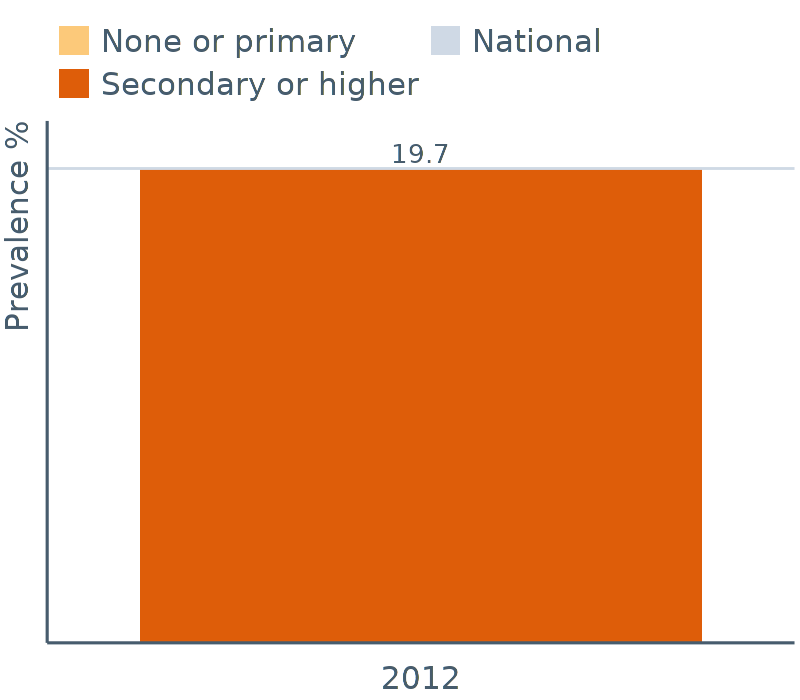 None or primary
National
Secondary or higher
Prevalence %
19.7
2012